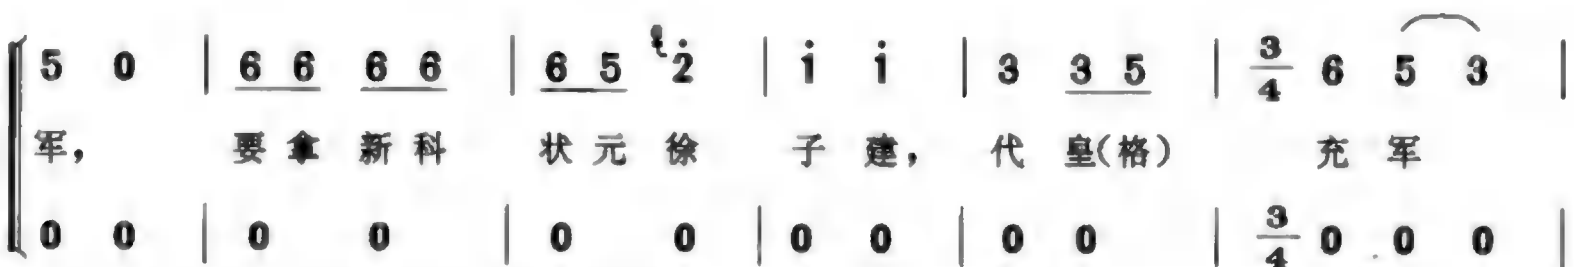 5 0 | 6 6 6 6 | 6 5 6 2̇ | i̇ i̇ | 3 3 5 | 3/4 6 5 3 |
军, 要拿新科 状元徐 子建, 代皇(格) 充军
0 0 | 0 0 | 0 0 | 0 0 | 0 0 | 3/4 0 0 0 |